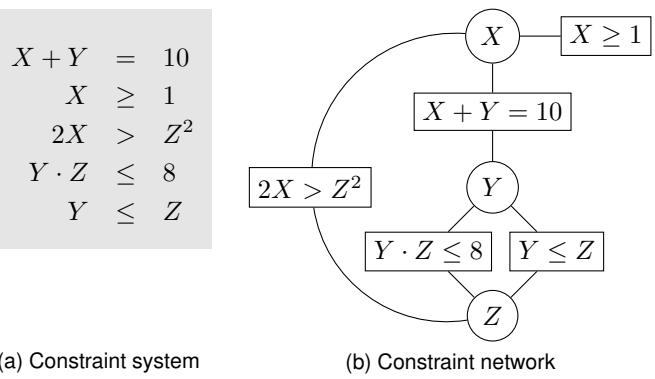 X + Y = 10
X ≥ 1
2X > Z²
Y · Z ≤ 8
Y ≤ Z
(a) Constraint system
X
X ≥ 1
X + Y = 10
2X > Z²
Y
Y · Z ≤ 8
Y ≤ Z
Z
(b) Constraint network